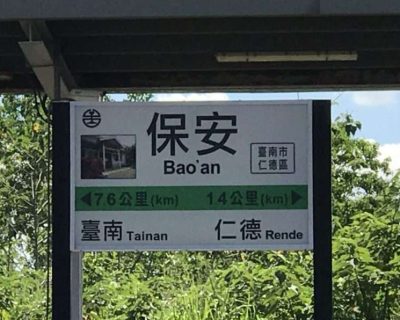 保安
Bao'an
臺南市
仁德區
◀7.6公里(km) 1.4公里(km)▶
臺南 Tainan 仁德 Rende